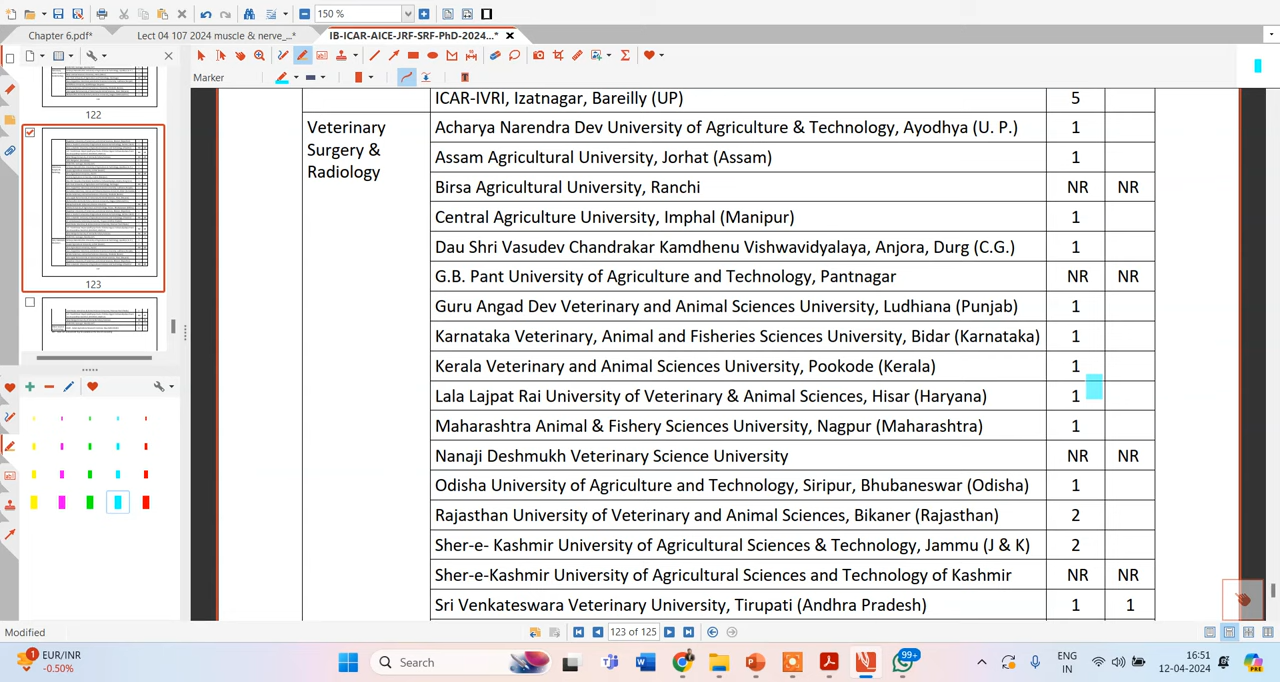 150 %
Chapter 6.pdf*
Lect 04 107 2024 muscle & nerve_...*
IB-ICAR-AICE-JRF-SRF-PhD-2024...*
Marker
122
123
ICAR-IVRI, Izatnagar, Bareilly (UP) 5
Veterinary Surgery & Radiology
Acharya Narendra Dev University of Agriculture & Technology, Ayodhya (U. P.) 1
Assam Agricultural University, Jorhat (Assam) 1
Birsa Agricultural University, Ranchi NR NR
Central Agriculture University, Imphal (Manipur) 1
Dau Shri Vasudev Chandrakar Kamdhenu Vishwavidyalaya, Anjora, Durg (C.G.) 1
G.B. Pant University of Agriculture and Technology, Pantnagar NR NR
Guru Angad Dev Veterinary and Animal Sciences University, Ludhiana (Punjab) 1
Karnataka Veterinary, Animal and Fisheries Sciences University, Bidar (Karnataka) 1
Kerala Veterinary and Animal Sciences University, Pookode (Kerala) 1
Lala Lajpat Rai University of Veterinary & Animal Sciences, Hisar (Haryana) 1
Maharashtra Animal & Fishery Sciences University, Nagpur (Maharashtra) 1
Nanaji Deshmukh Veterinary Science University NR NR
Odisha University of Agriculture and Technology, Siripur, Bhubaneswar (Odisha) 1
Rajasthan University of Veterinary and Animal Sciences, Bikaner (Rajasthan) 2
Sher-e- Kashmir University of Agricultural Sciences & Technology, Jammu (J & K) 2
Sher-e-Kashmir University of Agricultural Sciences and Technology of Kashmir NR NR
Sri Venkateswara Veterinary University, Tirupati (Andhra Pradesh) 1 1
Modified
123 of 125
1
EUR/INR
-0.50%
Search
99+
ENG
IN
16:51
12-04-2024